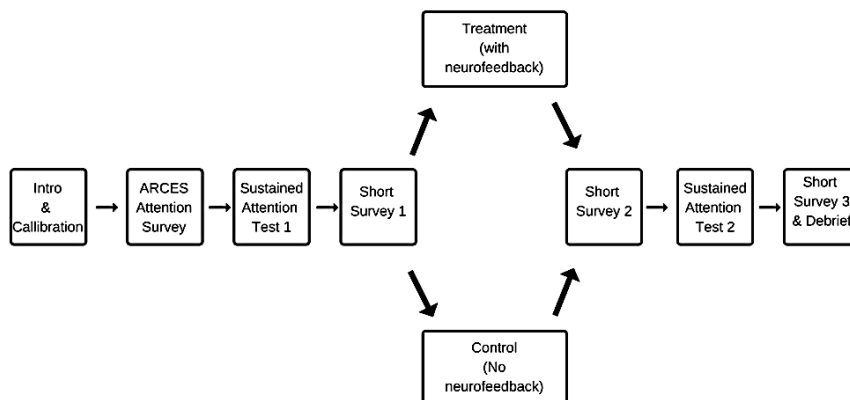 Treatment
(with
neurofeedback)
Intro
&
Callibration
ARCES
Attention
Survey
Sustained
Attention
Test 1
Short
Survey 1
Short
Survey 2
Sustained
Attention
Test 2
Short
Survey 3
& Debrief
Control
(No
neurofeedback)